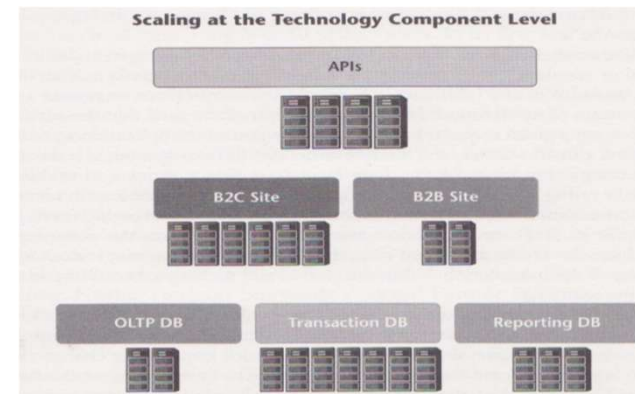 Scaling at the Technology Component Level
APIs
B2C Site
B2B Site
OLTP DB
Transaction DB
Reporting DB